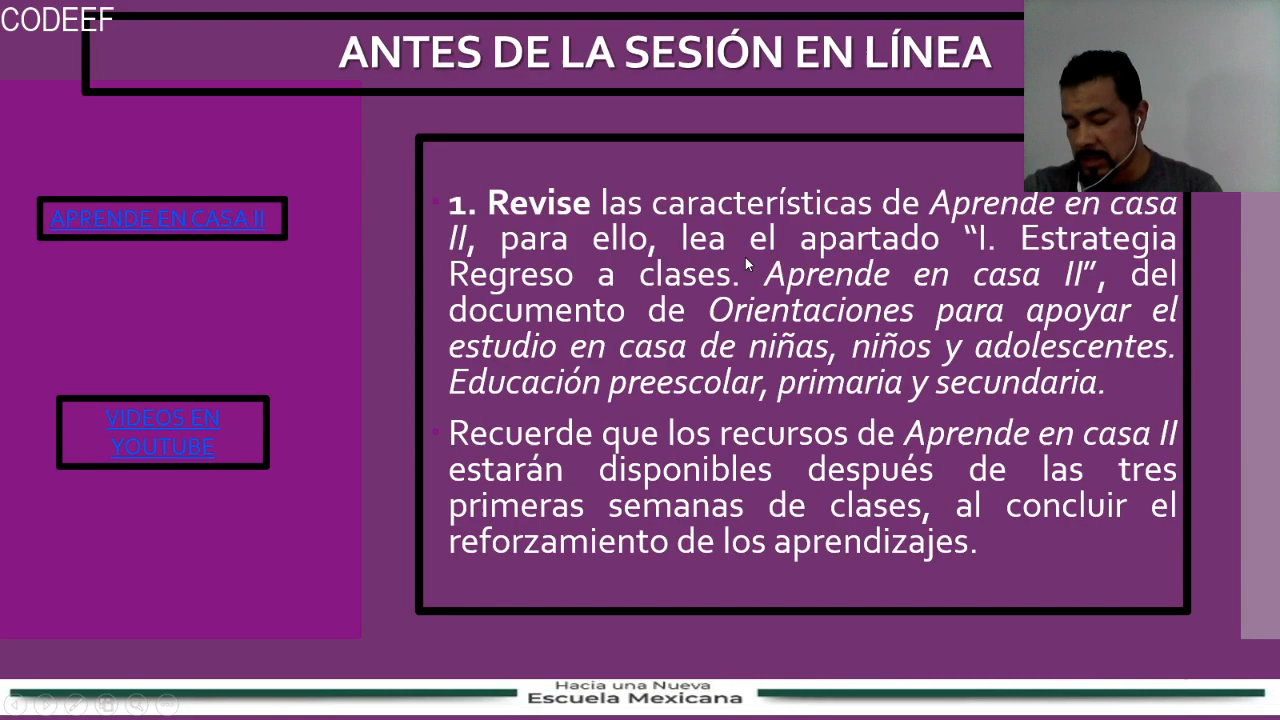 CODEEF
ANTES DE LA SESIÓN EN LÍNEA
APRENDE EN CASA II
VIDEOS EN
YOUTUBE
1. Revise las características de Aprende en casa
II, para ello, lea el apartado “I. Estrategia
Regreso a clases. Aprende en casa II”, del
documento de Orientaciones para apoyar el
estudio en casa de niñas, niños y adolescentes.
Educación preescolar, primaria y secundaria.
Recuerde que los recursos de Aprende en casa II
estarán disponibles después de las tres
primeras semanas de clases, al concluir el
reforzamiento de los aprendizajes.
Hacia una Nueva
Escuela Mexicana